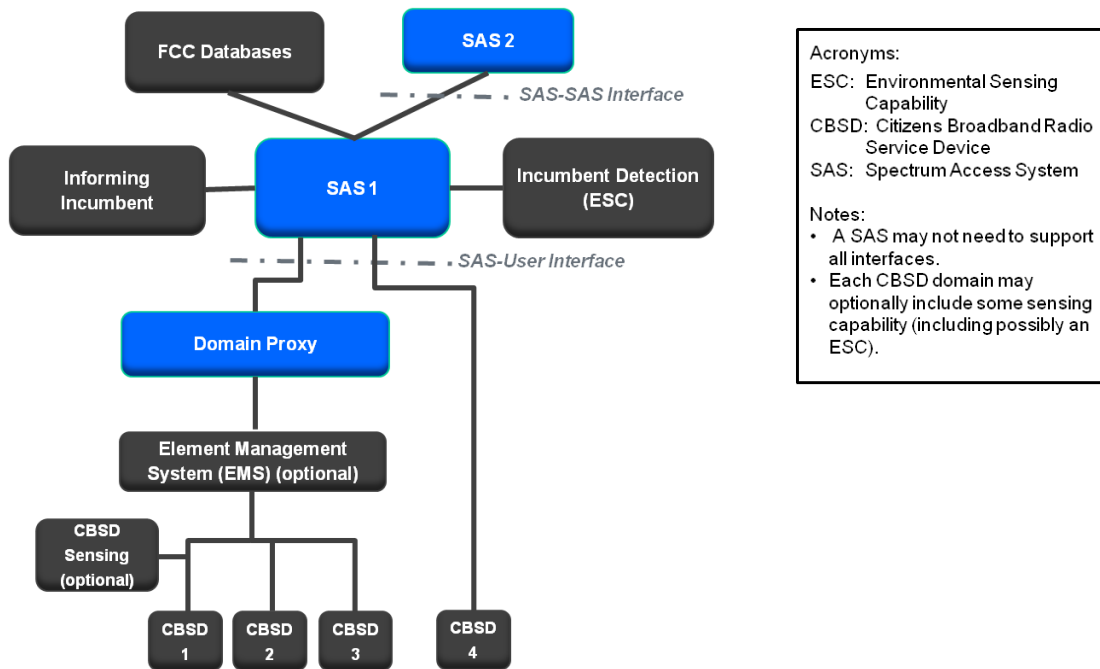 FCC Databases
SAS 2
SAS-SAS Interface
Informing
Incumbent
SAS 1
Incumbent Detection
(ESC)
SAS-User Interface
Domain Proxy
Element Management
System (EMS) (optional)
CBSD
Sensing
(optional)
CBSD
1
CBSD
2
CBSD
3
CBSD
4
Acronyms:
ESC: Environmental Sensing
Capability
CBSD: Citizens Broadband Radio
Service Device
SAS: Spectrum Access System
Notes:
• A SAS may not need to support
all interfaces.
• Each CBSD domain may
optionally include some sensing
capability (including possibly an
ESC).